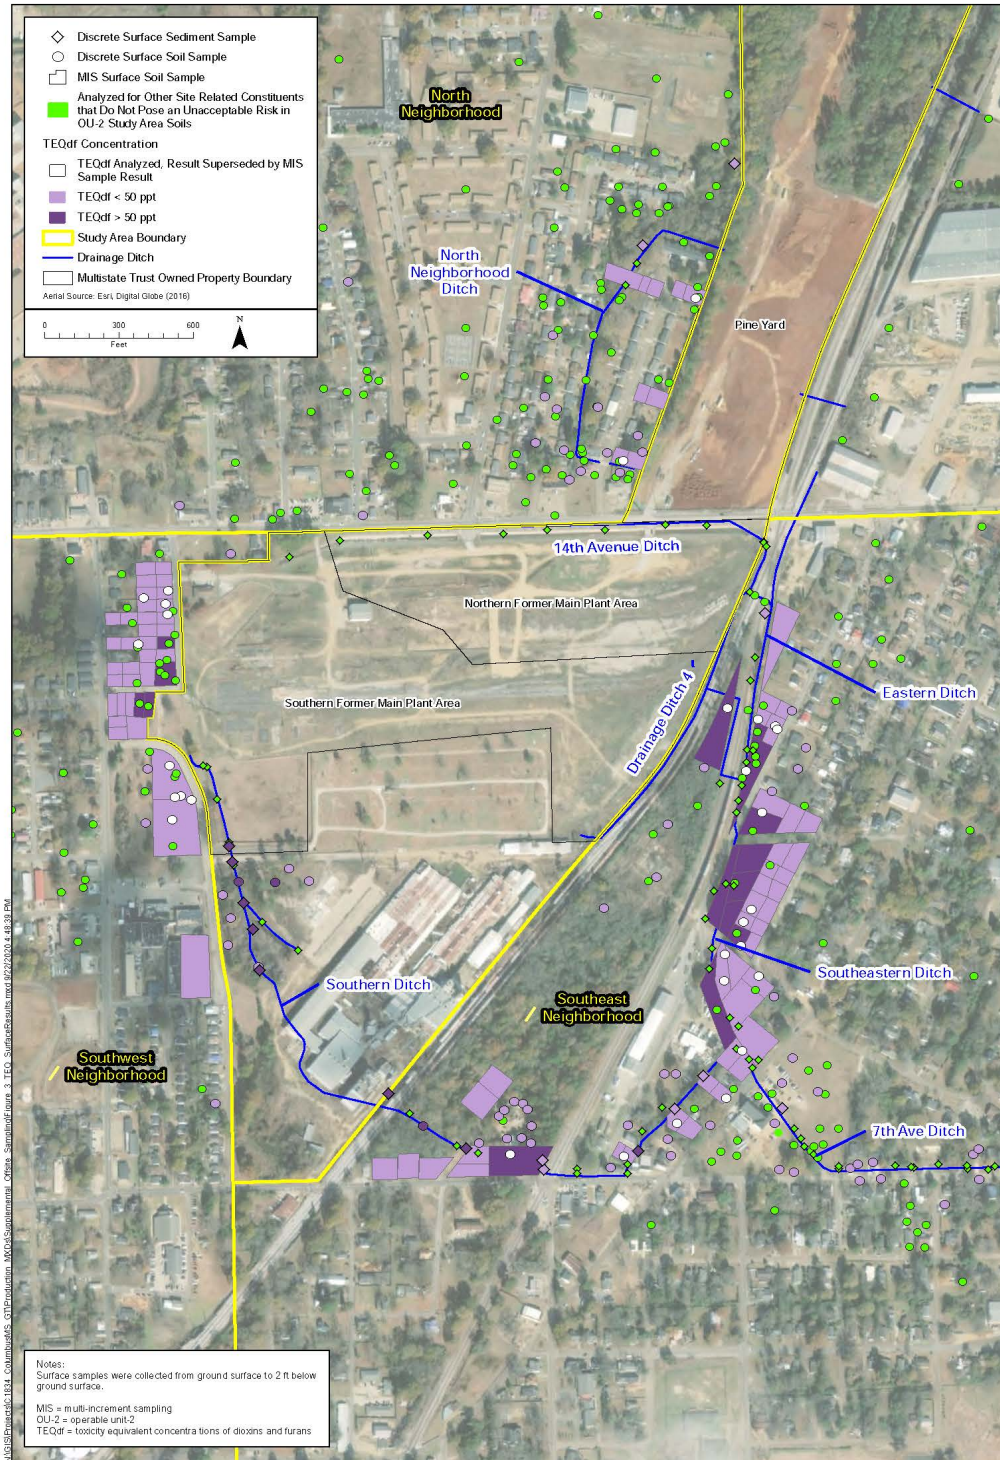 Discrete Surface Sediment Sample
Discrete Surface Soil Sample
MIS Surface Soil Sample
Analyzed for Other Site Related Constituents
that Do Not Pose an Unacceptable Risk in
OU-2 Study Area Soils
TEQdf Concentration
TEQdf Analyzed, Result Superseded by MIS
Sample Result
TEQdf < 50 ppt
TEQdf > 50 ppt
Study Area Boundary
Drainage Ditch
Multistate Trust Owned Property Boundary
Aerial Source: Esri, Digital Globe (2016)
0 300 600
Feet
N
North
Neighborhood
North
Neighborhood
Ditch
Pine Yard
14th Avenue Ditch
Northern Former Main Plant Area
Southern Former Main Plant Area
Drainage Ditch 4
Eastern Ditch
Southeastern Ditch
Southern Ditch
Southeast
Neighborhood
Southwest
Neighborhood
7th Ave Ditch
Notes:
Surface samples were collected from ground surface to 2 ft below
ground surface.
MIS = multi-increment sampling
OU-2 = operable unit-2
TEQdf = toxicity equivalent concentrations of dioxins and furans